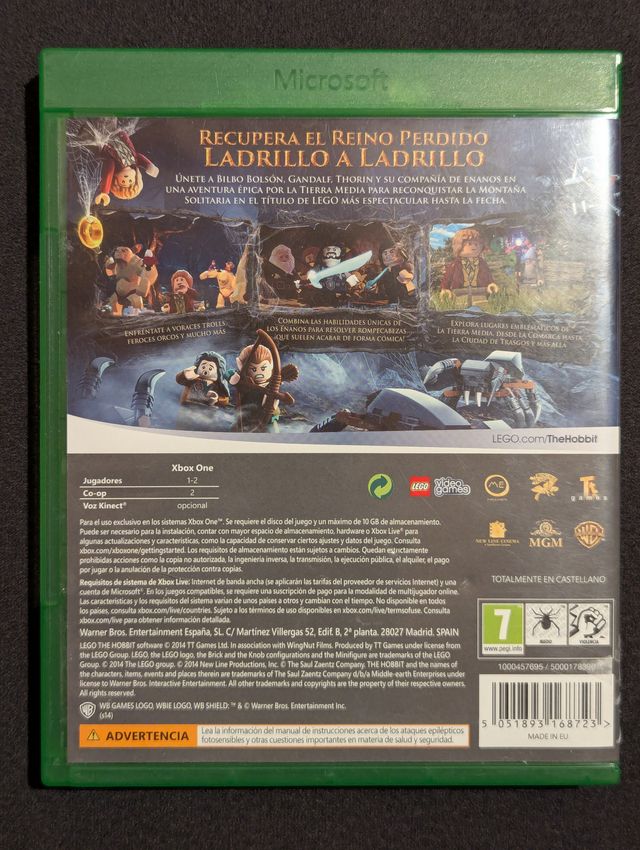 Microsoft
RECUPERA EL REINO PERDIDO
LADRILLO A LADRILLO
ÚNETE A BILBO BOLSÓN, GANDALF, THORIN Y SU COMPAÑÍA DE ENANOS EN
UNA AVENTURA ÉPICA POR LA TIERRA MEDIA PARA RECONQUISTAR LA MONTAÑA
SOLITARIA EN EL TÍTULO DE LEGO MÁS ESPECTACULAR HASTA LA FECHA.
ENFRÉNTATE A VORACES TROLLS,
FEROCES ORCOS Y MUCHO MÁS
COMBINA LAS HABILIDADES ÚNICAS DE
LOS ENANOS PARA RESOLVER ROMPECABEZAS
¡QUE SUELEN ACABAR DE FORMA CÓMICA!
EXPLORA LUGARES EMBLEMÁTICOS DE
LA TIERRA MEDIA, DESDE LA COMARCA HASTA
LA CIUDAD DE TRASGOS Y MÁS ALLÁ
LEGO.com/TheHobbit
Xbox One
Jugadores 1-2
Co-op 2
Voz Kinect® opcional
LEGO
video games
ME
Tt games
NEW LINE CINEMA
MGM
WB
Para el uso exclusivo en los sistemas Xbox One™. Se requiere el disco del juego y un máximo de 10 GB de almacenamiento.
Puede ser necesario para la instalación, contar con mayor espacio de almacenamiento, hardware o Xbox Live® para
algunas actualizaciones y características, como la capacidad de conservar ciertos ajustes y datos del juego. Consulta
xbox.com/xboxone/gettingstarted. Los requisitos de almacenamiento están sujetos a cambios. Quedan estrictamente
prohibidas acciones como la copia no autorizada, la ingeniería inversa, la transmisión, la ejecución pública, el alquiler, el pago
por jugar o la anulación de la protección contra copias.
Requisitos de sistema de Xbox Live: Internet de banda ancha (se aplicarán las tarifas del proveedor de servicios Internet) y una
cuenta de Microsoft®. En los juegos compatibles, se requiere una suscripción de pago para la modalidad de multijugador online.
Las características y los requisitos del sistema varían de unos países a otros y cambian con el tiempo. No disponible en todos
los países, consulta xbox.com/live/countries. Sujeto a los términos de uso disponibles en xbox.com/live/termsofuse. Consulta
xbox.com/live para obtener información detallada.
TOTALMENTE EN CASTELLANO
Warner Bros. Entertainment España, SL. C/ Martínez Villergas 52, Edif. B, 2ª planta. 28027 Madrid. SPAIN
LEGO THE HOBBIT software © 2014 TT Games Ltd. In association with WingNut Films. Produced by TT Games under license from
the LEGO Group. LEGO, the LEGO logo, the Brick and the Knob configurations and the Minifigure are trademarks of the LEGO
Group. © 2014 The LEGO group. © 2014 New Line Productions, Inc. © The Saul Zaentz Company. THE HOBBIT and the names of
the characters, items, events and places therein are trademarks of The Saul Zaentz Company d/b/a Middle-earth Enterprises under
license to Warner Bros. Interactive Entertainment. All other trademarks and copyrights are the property of their respective owners.
All rights reserved.
WB GAMES LOGO, WBIE LOGO, WB SHIELD: ™ & © Warner Bros. Entertainment Inc.
(s14)
7
www.pegi.info
MIEDO
VIOLENCIA
1000457695 /
ADVERTENCIA
Lea la información del manual de instrucciones acerca de los ataques epilépticos
fotosensibles y otras cuestiones importantes en materia de salud y seguridad.
5 051893 168723 >
MADE IN EU